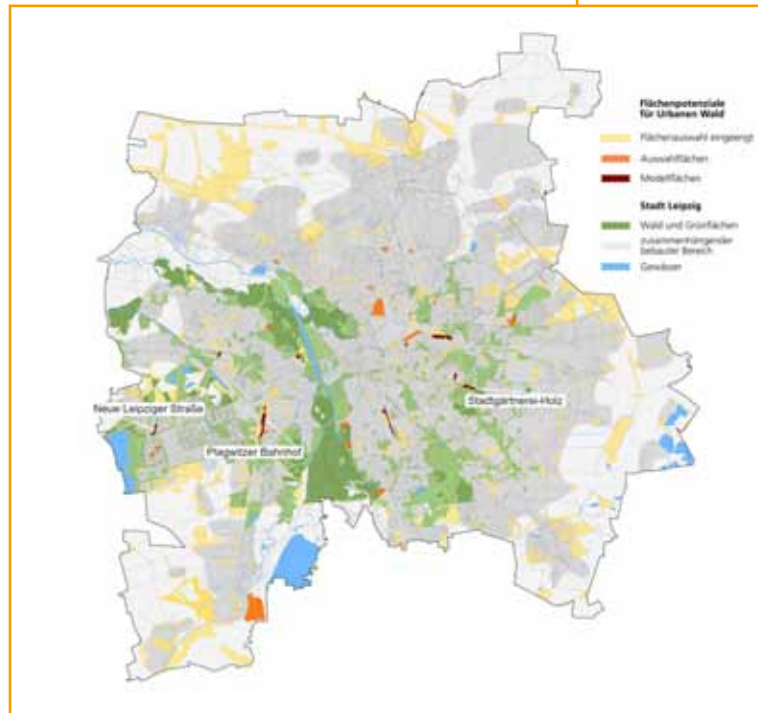 Flächenpotenziale
für Urbanen Wald
Flächenauswahl eingeengt
Auswahlflächen
Modellflächen
Stadt Leipzig
Wald und Grünflächen
zusammenhängender
bebauter Bereich
Gewässer
Neue Leipziger Straße
Stadtgärtnerei-Holz
Plagwitzer Bahnhof